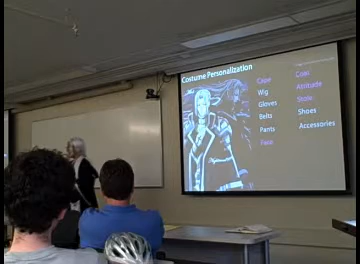 Costume Personalization
Cape
Wig
Gloves
Belts
Pants
Face
Coat
Attitude
Stole
Shoes
Accessories